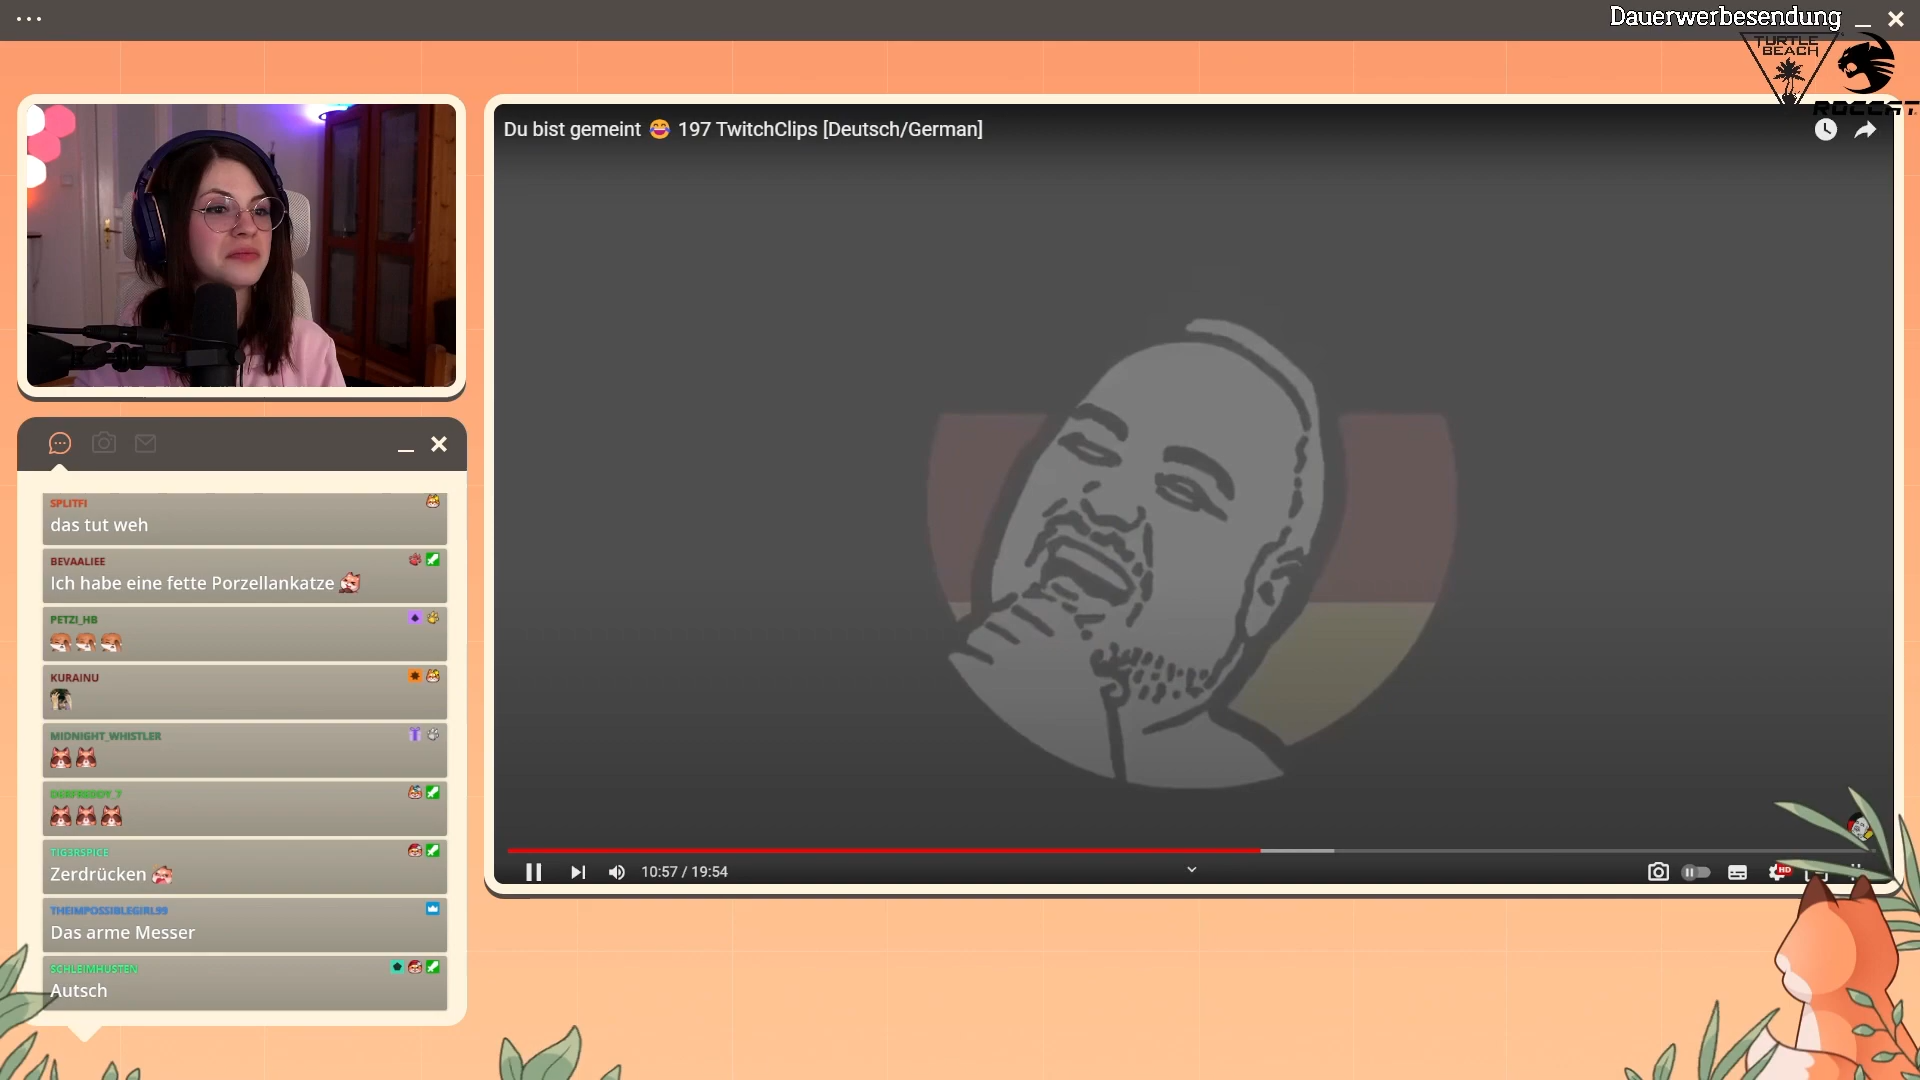 Dauerwerbesendung
TURTLE
BEACH
ROCCAT
Du bist gemeint 😂 197 TwitchClips [Deutsch/German]
SPLITFI
das tut weh
BEVAALIEE
Ich habe eine fette Porzellankatze
PETZI_HB
KURAINU
MIDNIGHT_WHISTLER
TIG3RSPICE
Zerdrücken
THEIMPOSSIBLEGIRL99
Das arme Messer
SCHLEIMHUSTEN
Autsch
10:57 / 19:54
HD